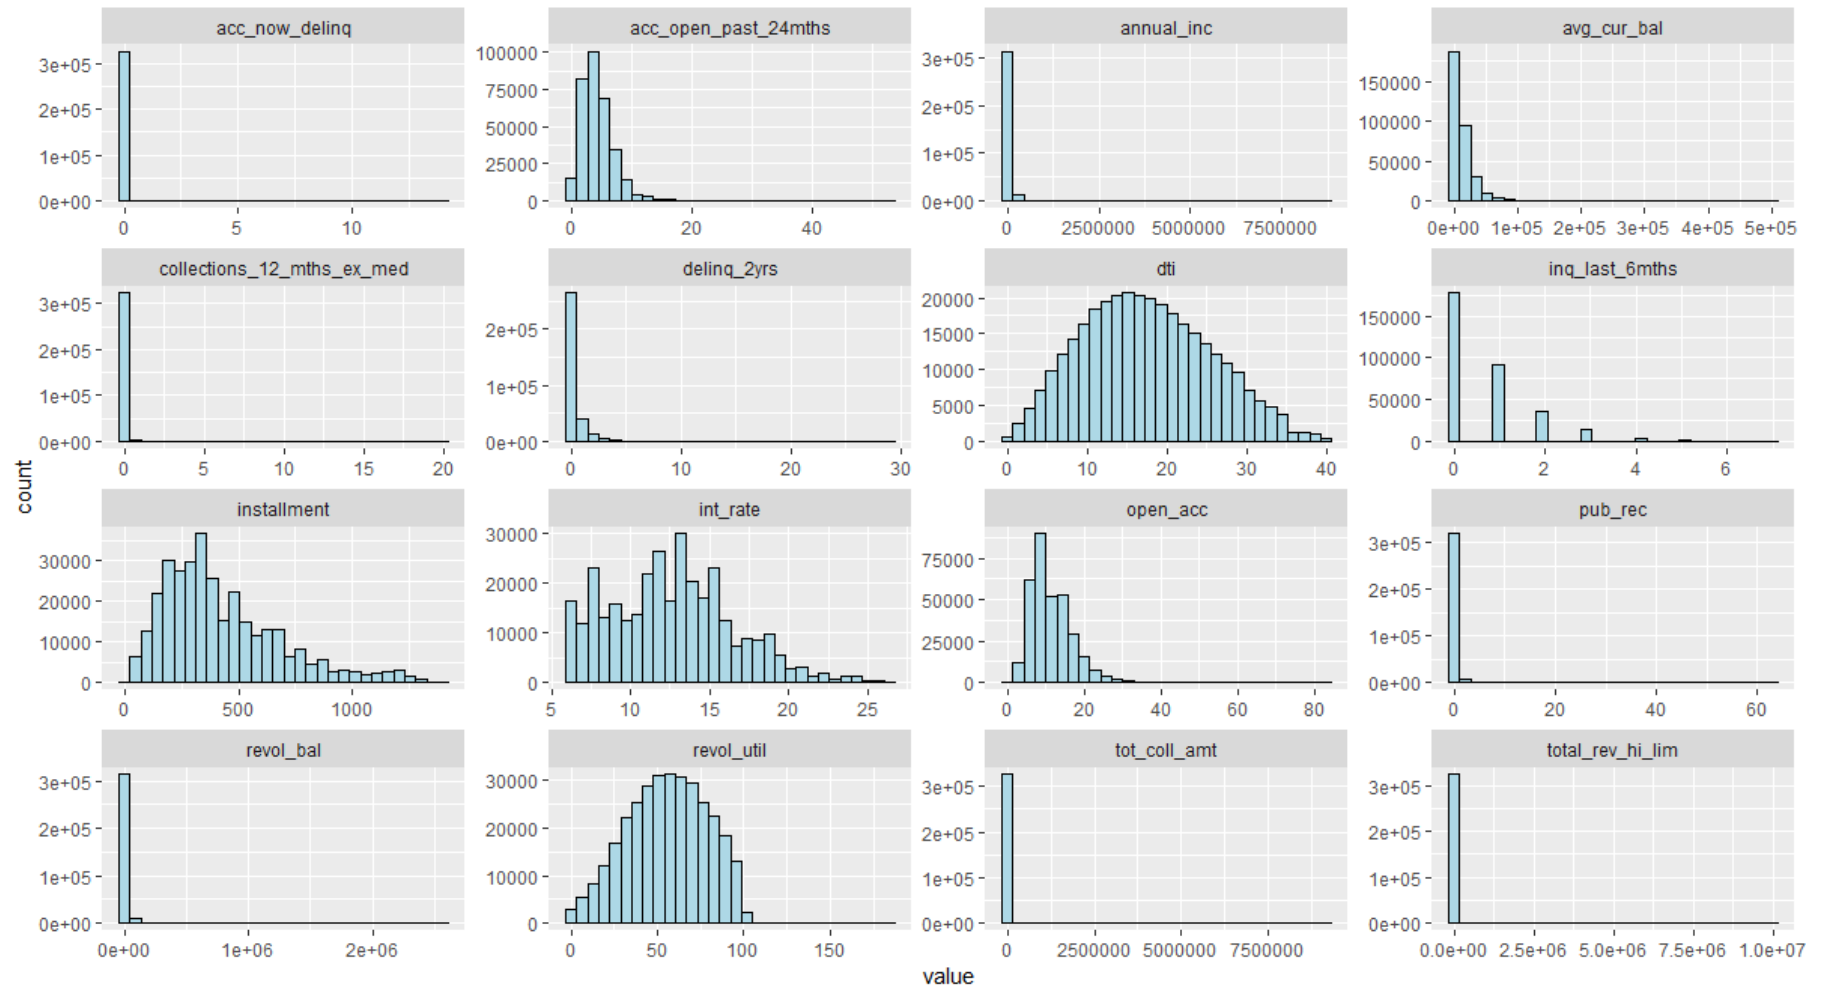 acc_now_delinq acc_open_past_24mths annual_inc avg_cur_bal
3e+05 2e+05 1e+05 0e+00
100000 75000 50000 25000 0
3e+05 2e+05 1e+05 0e+00
150000 100000 50000 0
0 5 10
0 20 40
0 2500000 5000000 7500000
0e+00 1e+05 2e+05 3e+05 4e+05 5e+05
collections_12_mths_ex_med delinq_2yrs dti inq_last_6mths
3e+05 2e+05 1e+05 0e+00
2e+05 1e+05 0e+00
20000 15000 10000 5000 0
150000 100000 50000 0
0 5 10 15 20
0 10 20 30
0 10 20 30 40
0 2 4 6
count
installment int_rate open_acc pub_rec
30000 20000 10000 0
30000 20000 10000 0
75000 50000 25000 0
3e+05 2e+05 1e+05 0e+00
0 500 1000
5 10 15 20 25
0 20 40 60 80
0 20 40 60
revol_bal revol_util tot_coll_amt total_rev_hi_lim
3e+05 2e+05 1e+05 0e+00
30000 20000 10000 0
3e+05 2e+05 1e+05 0e+00
3e+05 2e+05 1e+05 0e+00
0e+00 1e+06 2e+06
0 50 100 150
0 2500000 5000000 7500000
0.0e+00 2.5e+06 5.0e+06 7.5e+06 1.0e+07
value